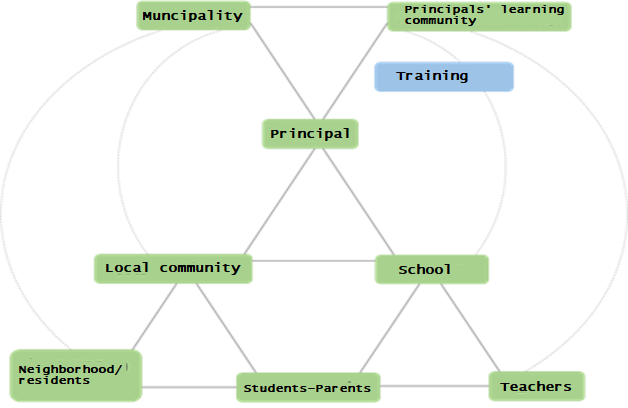 Muncipality
Principals' learning
community
Training
Principal
Local community
School
Neighborhood/
residents
Students-Parents
Teachers